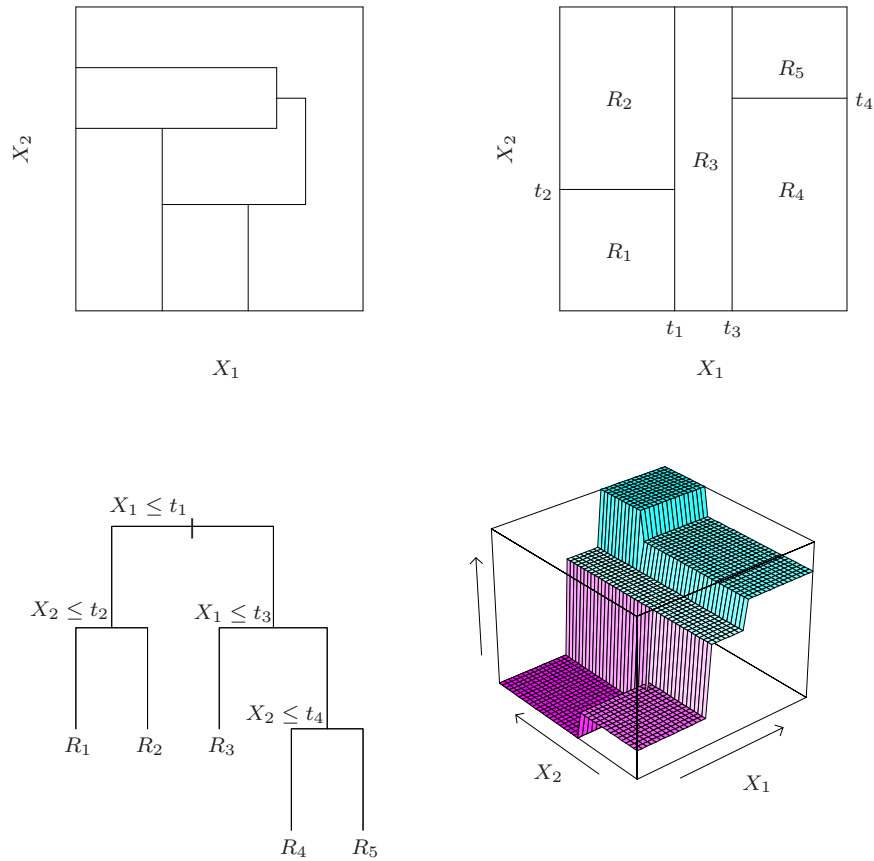 X₂
X₁
R₅
R₂
t₄
X₂
R₃
t₂
R₄
R₁
t₁ t₃
X₁
X₁ ≤ t₁
X₂ ≤ t₂ X₁ ≤ t₃
X₂ ≤ t₄
R₁ R₂ R₃
R₄ R₅
X₂ X₁